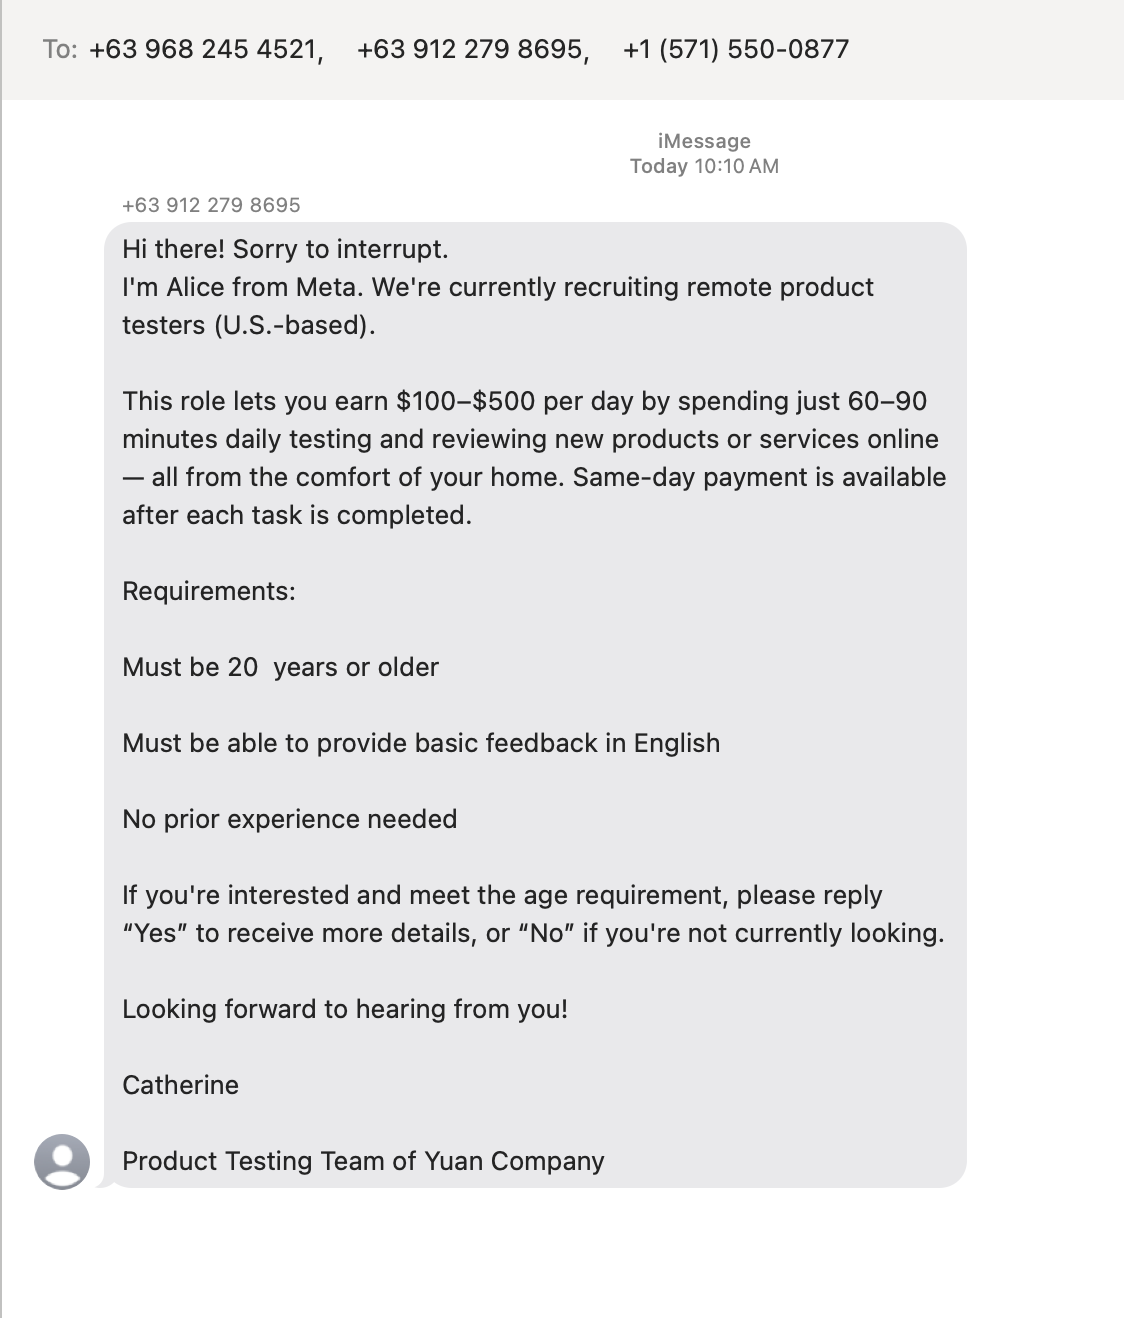 To: +63 968 245 4521, +63 912 279 8695, +1 (571) 550-0877
iMessage
Today 10:10 AM
+63 912 279 8695
Hi there! Sorry to interrupt.
I'm Alice from Meta. We're currently recruiting remote product
testers (U.S.-based).
This role lets you earn $100–$500 per day by spending just 60–90
minutes daily testing and reviewing new products or services online
— all from the comfort of your home. Same-day payment is available
after each task is completed.
Requirements:
Must be 20  years or older
Must be able to provide basic feedback in English
No prior experience needed
If you're interested and meet the age requirement, please reply
“Yes” to receive more details, or “No” if you're not currently looking.
Looking forward to hearing from you!
Catherine
Product Testing Team of Yuan Company